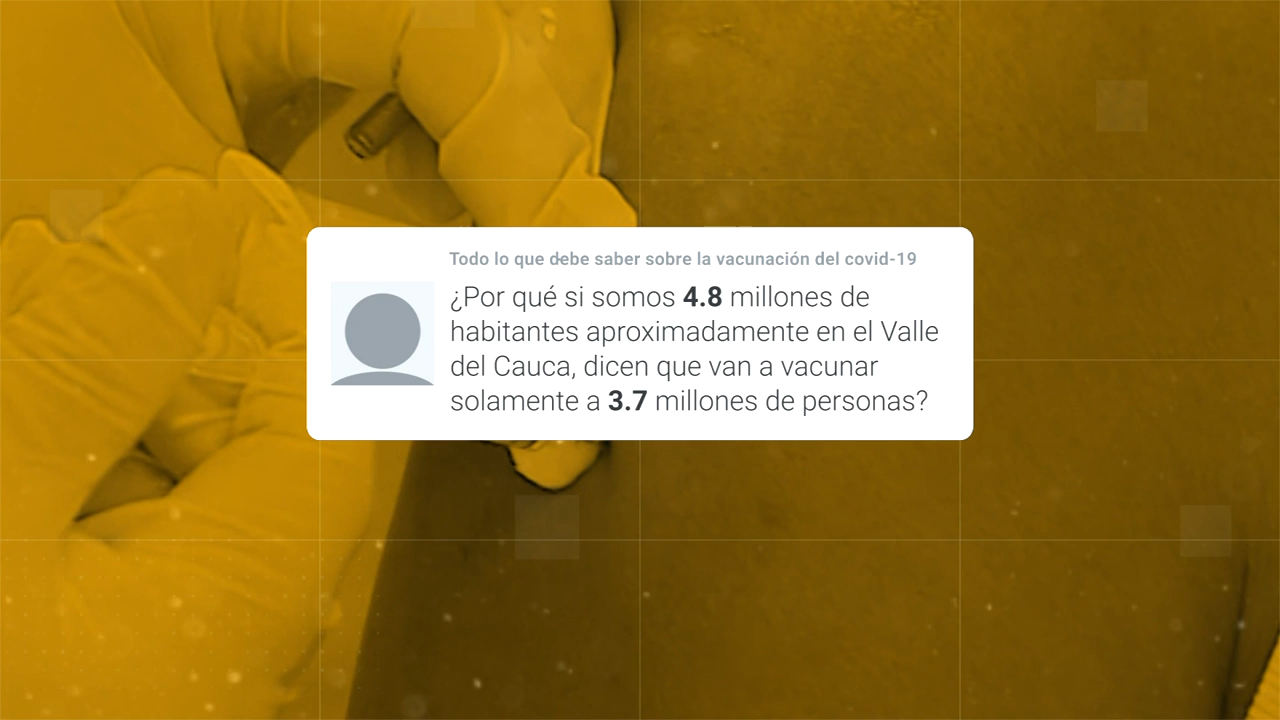 Todo lo que debe saber sobre la vacunación del covid-19
¿Por qué si somos 4.8 millones de
habitantes aproximadamente en el Valle
del Cauca, dicen que van a vacunar
solamente a 3.7 millones de personas?